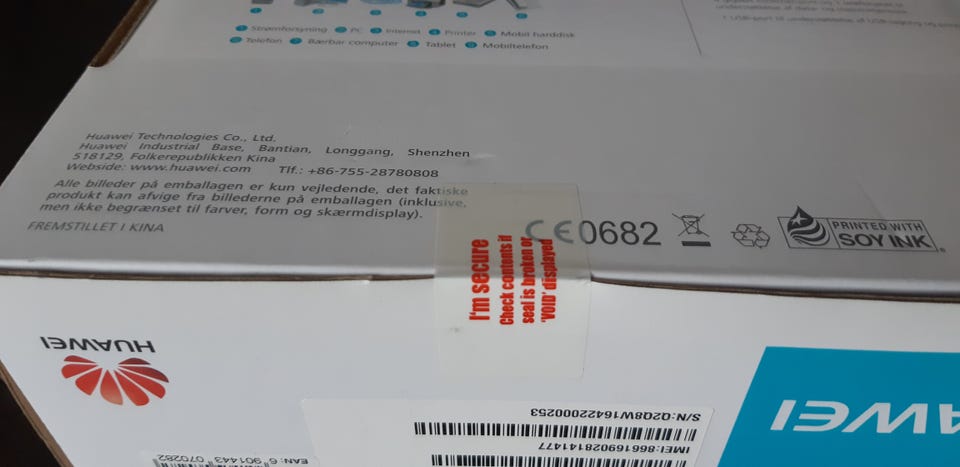 Strømforsyning PC Internet Printer Mobil harddisk
Telefon Bærbar computer Tablet Mobiltelefon
Huawei Technologies Co., Ltd.
Huawei Industrial Base, Bantian, Longgang, Shenzhen
518129, Folkerepublikken Kina
Webside: www.huawei.com Tlf.: +86-755-28780808
Alle billeder på emballagen er kun vejledende, det faktiske
produkt kan afvige fra billederne på emballagen (inklusive,
men ikke begrænset til farver, form og skærmdisplay).
FREMSTILLET I KINA
CE0682
PRINTED WITH
SOY INK
I'm secure
Check contents if
seal is broken or
'VOID' displayed
HUAWEI
S/N:Q2Q8W16422000253
IMEI:866169028141477
EAN: 6 901443 070282